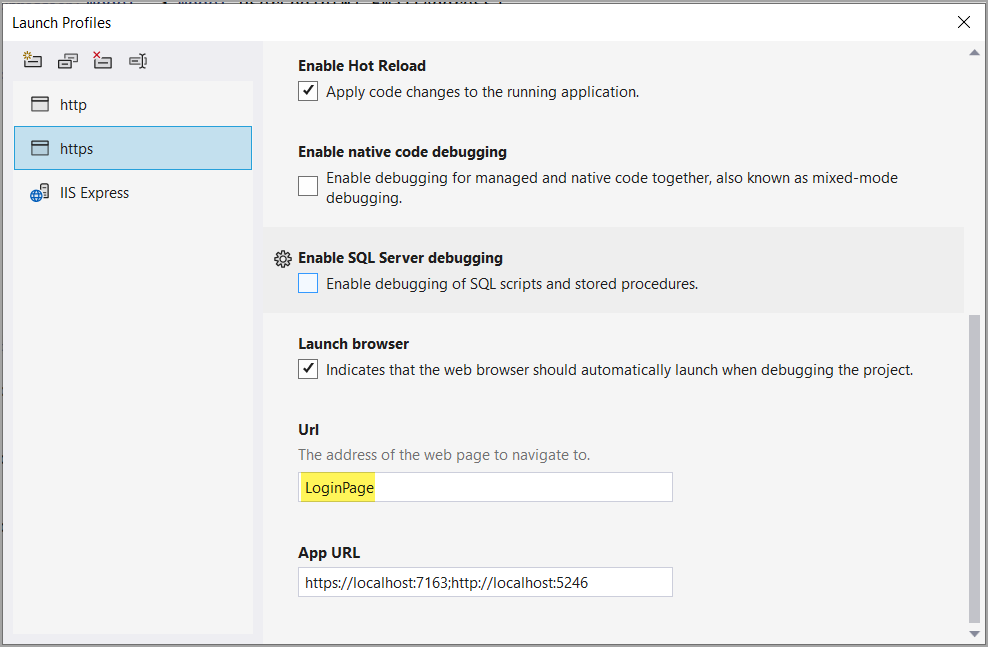 Launch Profiles
http
https
IIS Express
Enable Hot Reload
Apply code changes to the running application.
Enable native code debugging
Enable debugging for managed and native code together, also known as mixed-mode
debugging.
Enable SQL Server debugging
Enable debugging of SQL scripts and stored procedures.
Launch browser
Indicates that the web browser should automatically launch when debugging the project.
Url
The address of the web page to navigate to.
LoginPage
App URL
https://localhost:7163;http://localhost:5246